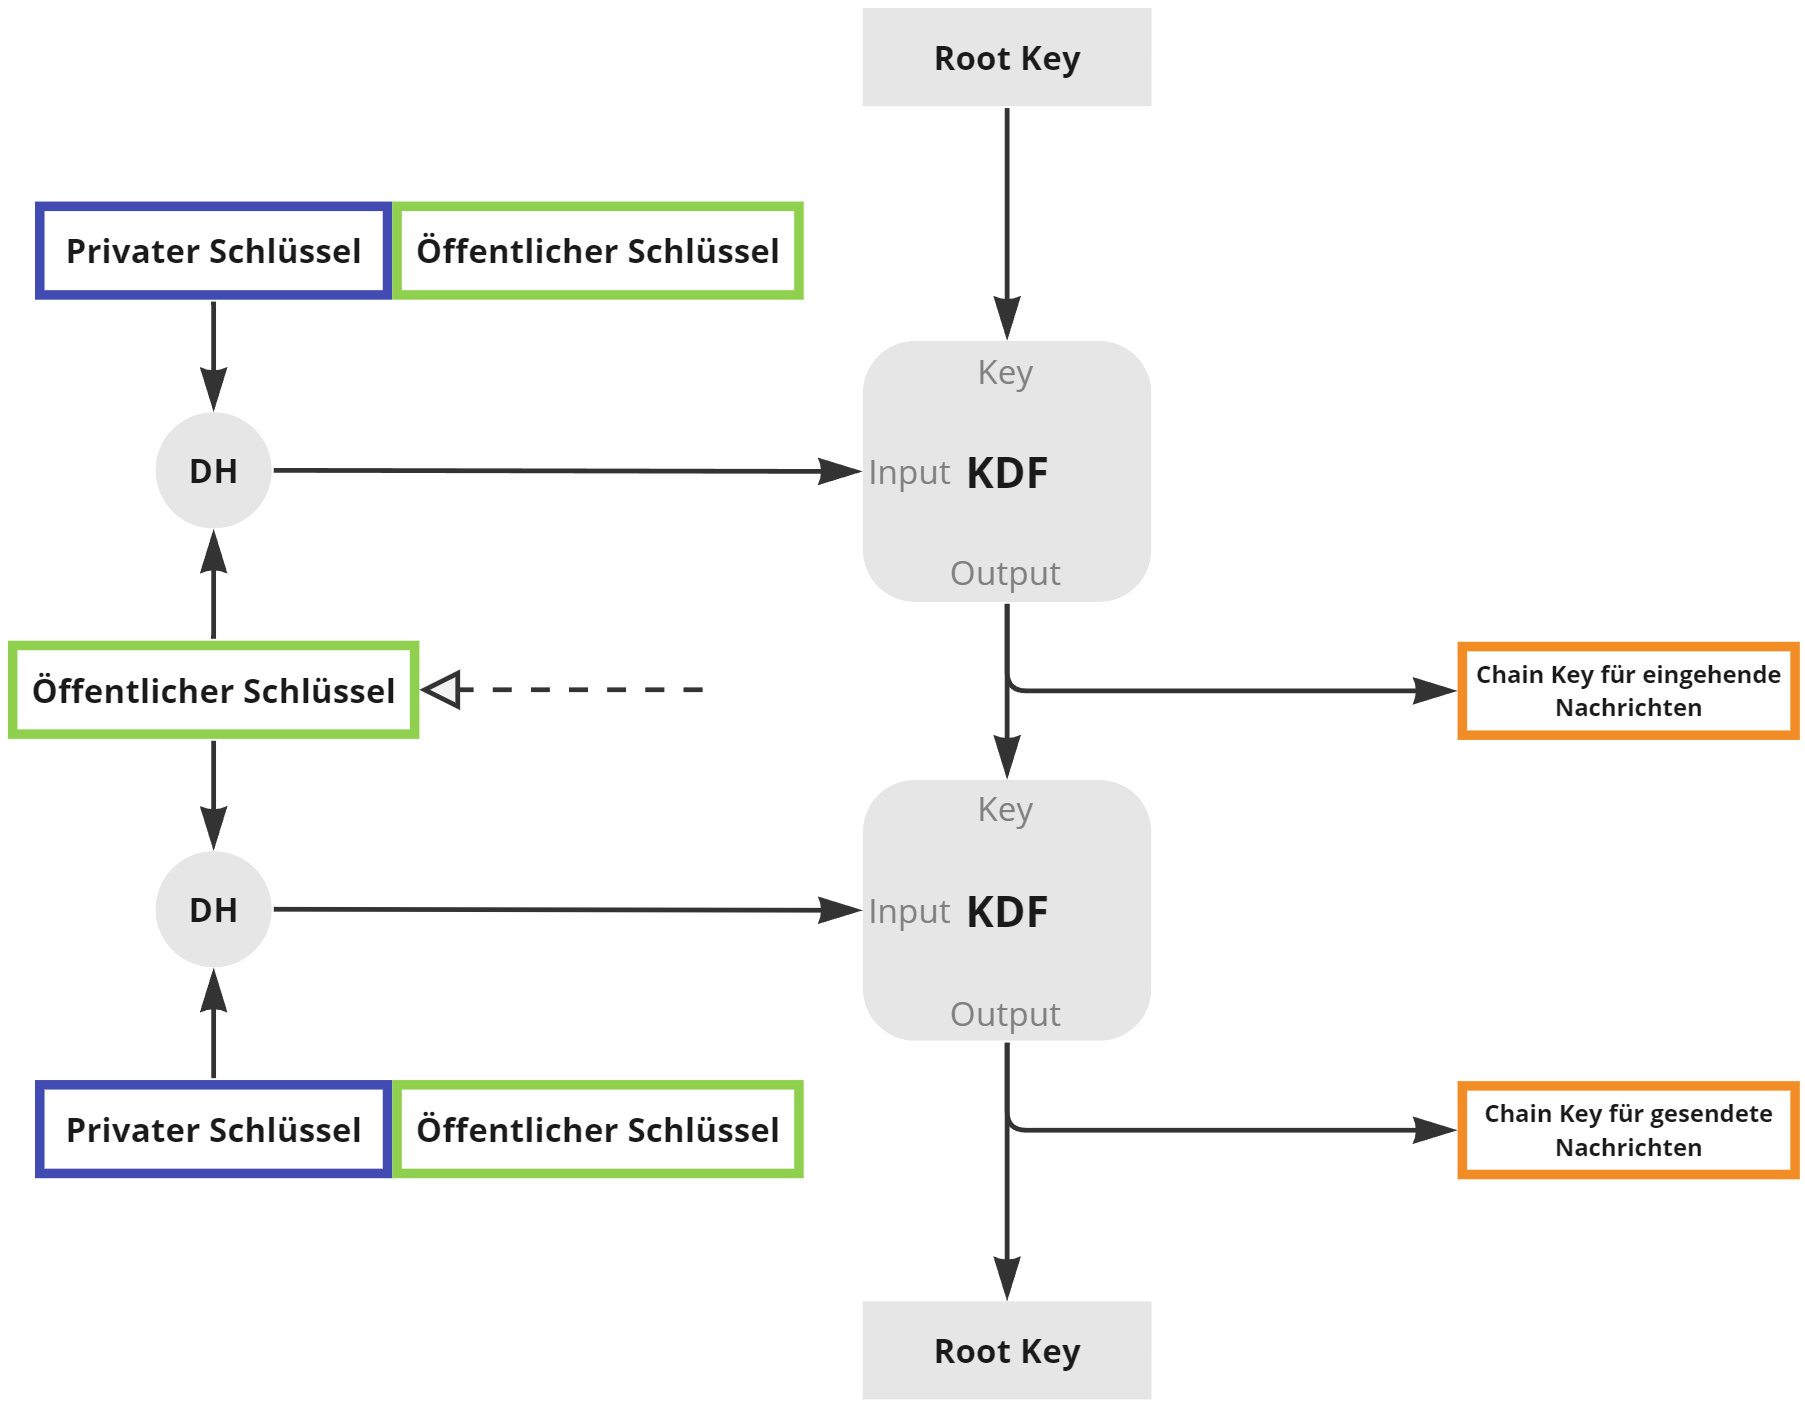 Root Key
Privater Schlüssel
Öffentlicher Schlüssel
Key
DH
Input
KDF
Output
Öffentlicher Schlüssel
Chain Key für eingehende
Nachrichten
Key
DH
Input
KDF
Output
Privater Schlüssel
Öffentlicher Schlüssel
Chain Key für gesendete
Nachrichten
Root Key